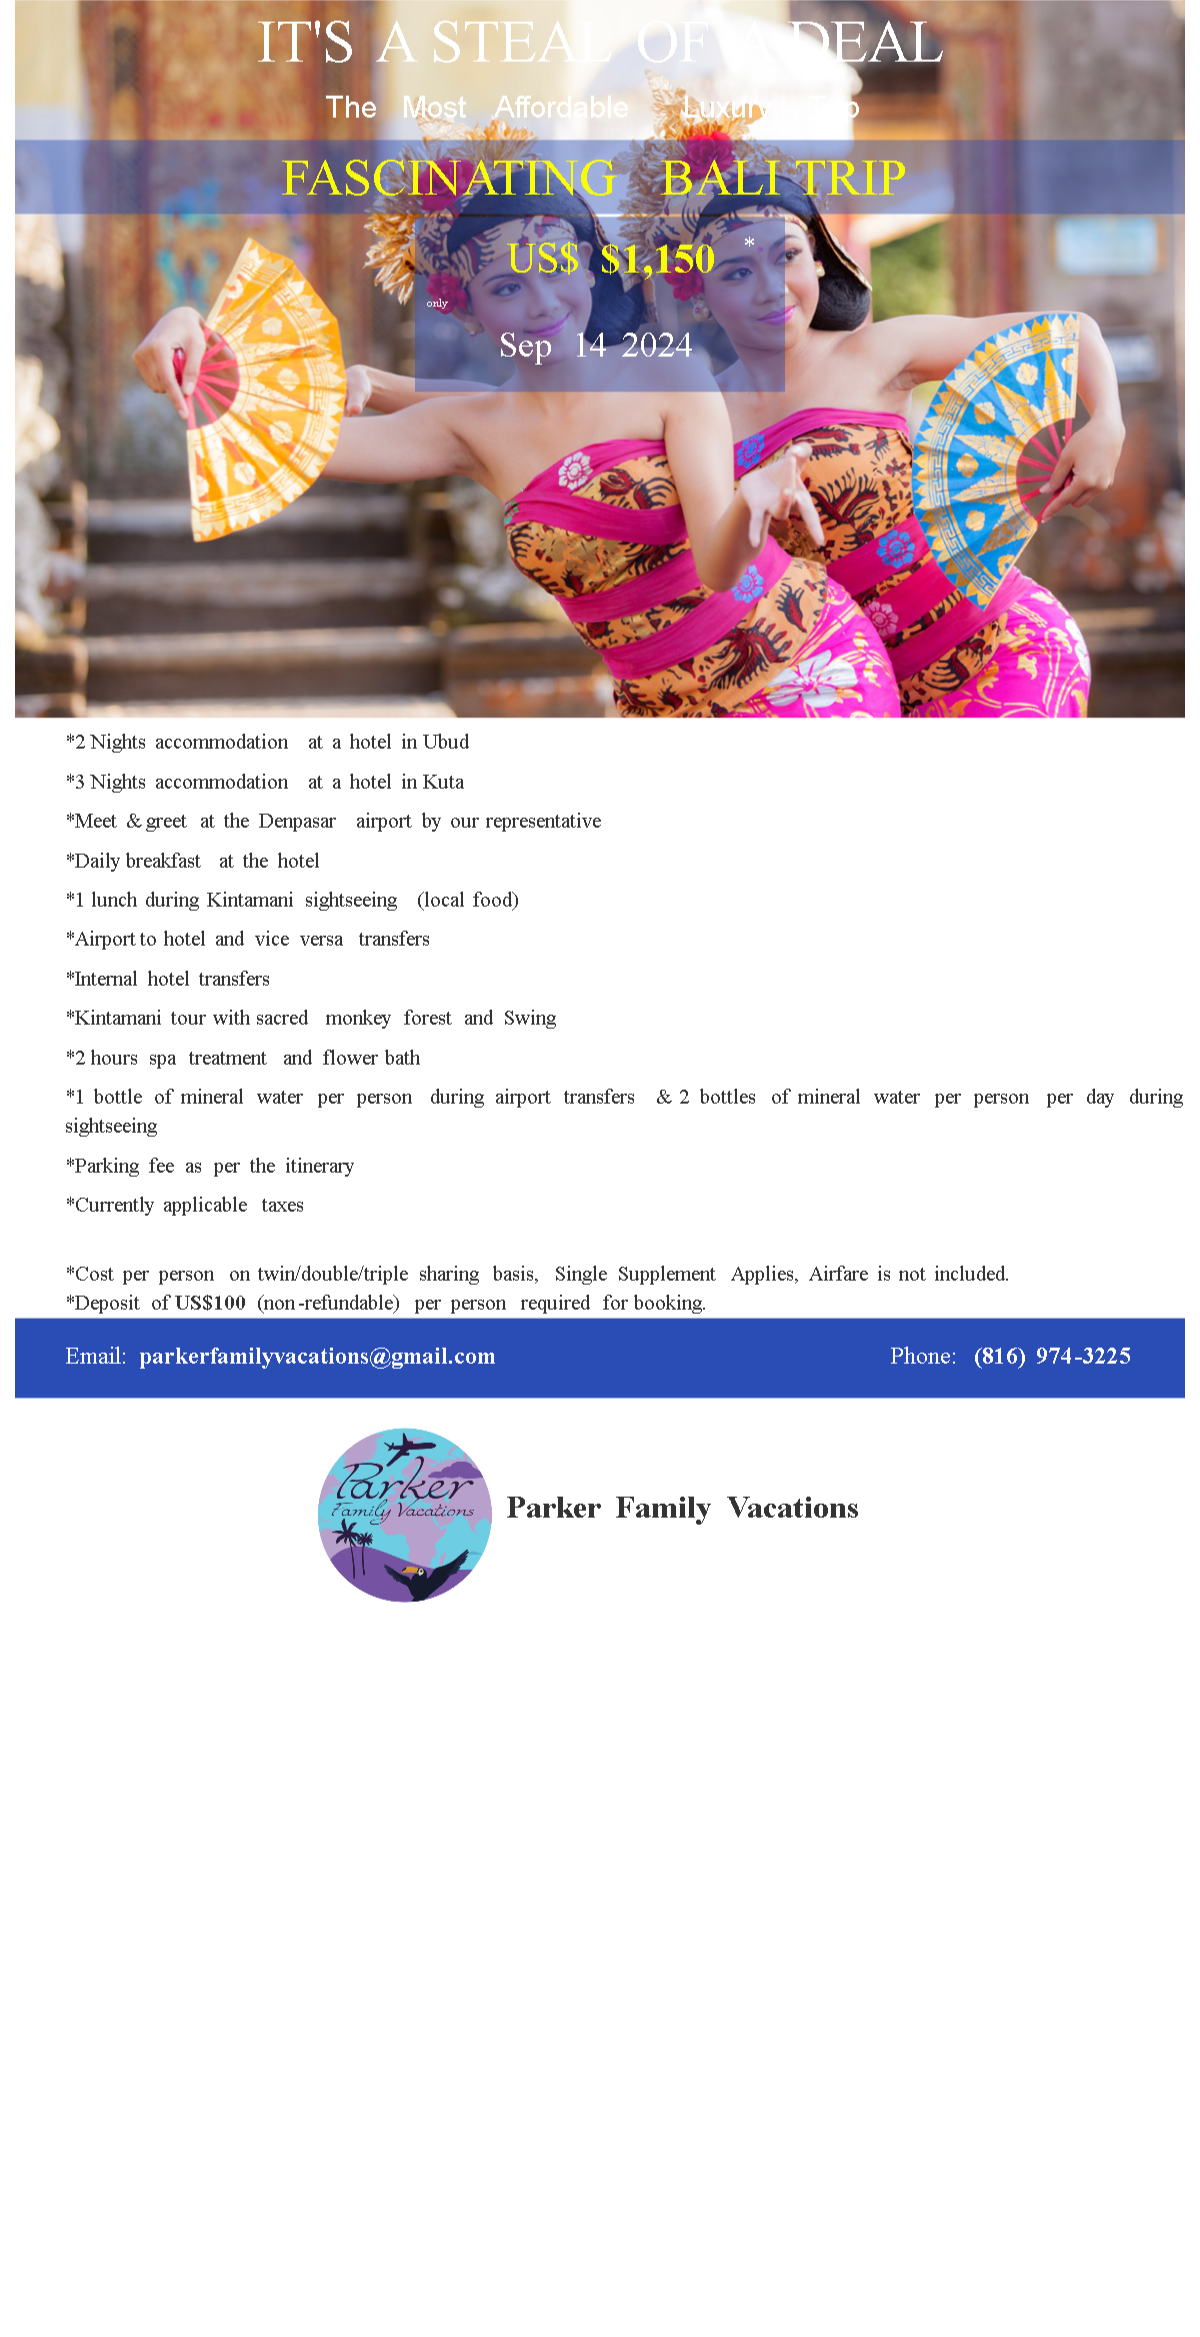 IT'S A STEAL OF A DEAL
The Most Affordable Luxury Trip
FASCINATING BALI TRIP
US$ $1,150 *
only
Sep 14 2024
*2 Nights accommodation at a hotel in Ubud
*3 Nights accommodation at a hotel in Kuta
*Meet & greet at the Denpasar airport by our representative
*Daily breakfast at the hotel
*1 lunch during Kintamani sightseeing (local food)
*Airport to hotel and vice versa transfers
*Internal hotel transfers
*Kintamani tour with sacred monkey forest and Swing
*2 hours spa treatment and flower bath
*1 bottle of mineral water per person during airport transfers & 2 bottles of mineral water per person per day during
sightseeing
*Parking fee as per the itinerary
*Currently applicable taxes
*Cost per person on twin/double/triple sharing basis, Single Supplement Applies, Airfare is not included.
*Deposit of US$100 (non-refundable) per person required for booking.
Email: parkerfamilyvacations@gmail.com Phone: (816) 974-3225
Parker
Family Vacations
Parker Family Vacations